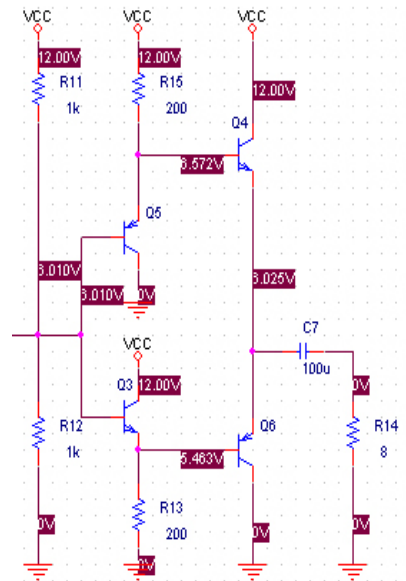 VCC VCC VCC
12.00V 12.00V
R11 R15
12.00V
1k 200
Q4
6.572V
Q5
6.010V 6.025V
6.010V 0V
C7
VCC
100u
Q3 12.00V 0V
R12 Q6 R14
1k 5.463V 8
R13
0V 200 0V 0V
0V